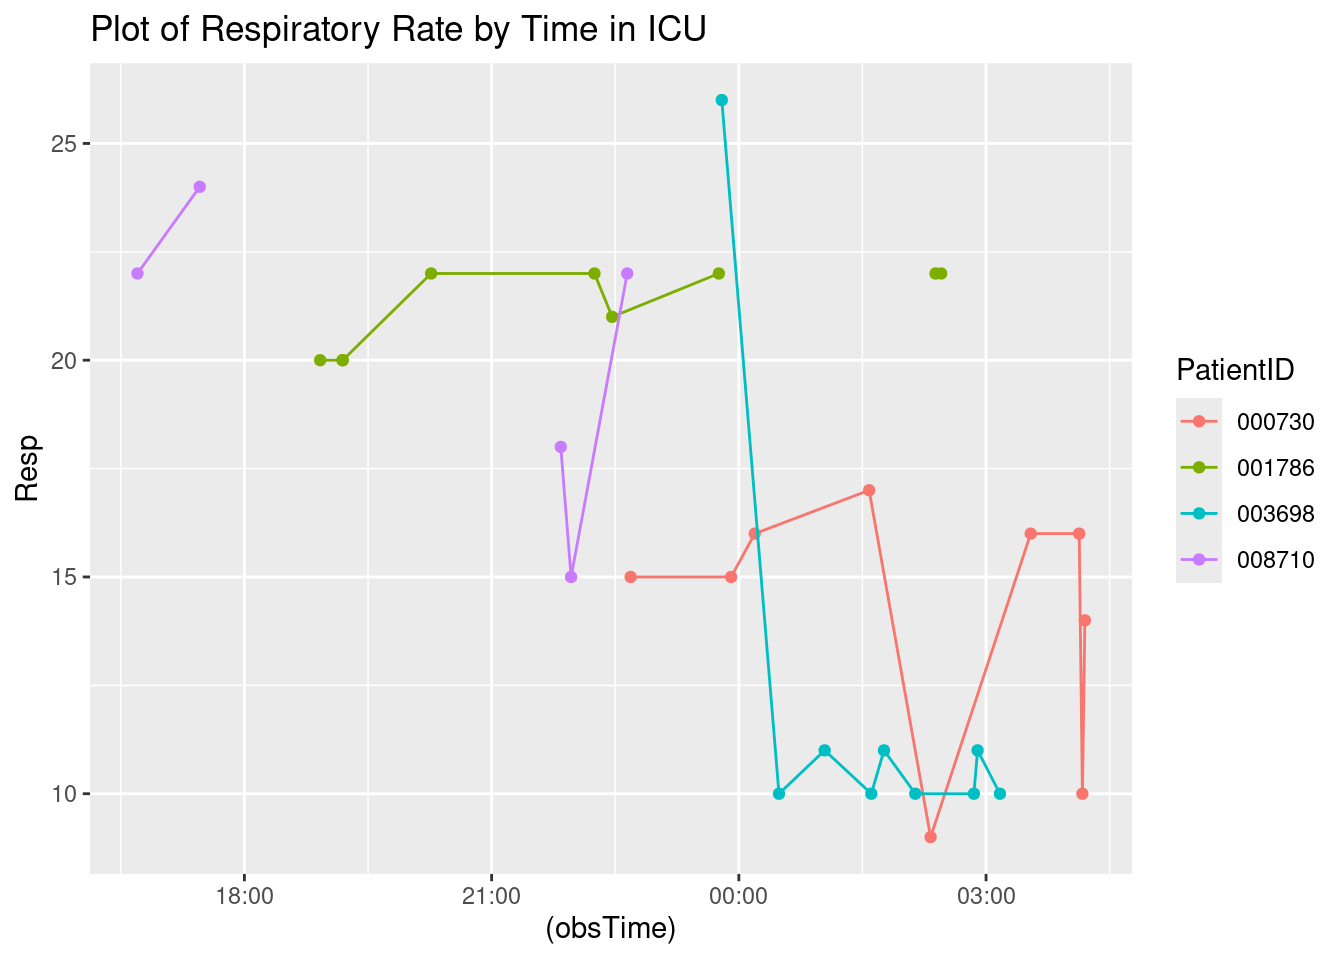 Plot of Respiratory Rate by Time in ICU
25
20
15
10
Resp
18:00 21:00 00:00 03:00
(obsTime)
PatientID
000730
001786
003698
008710